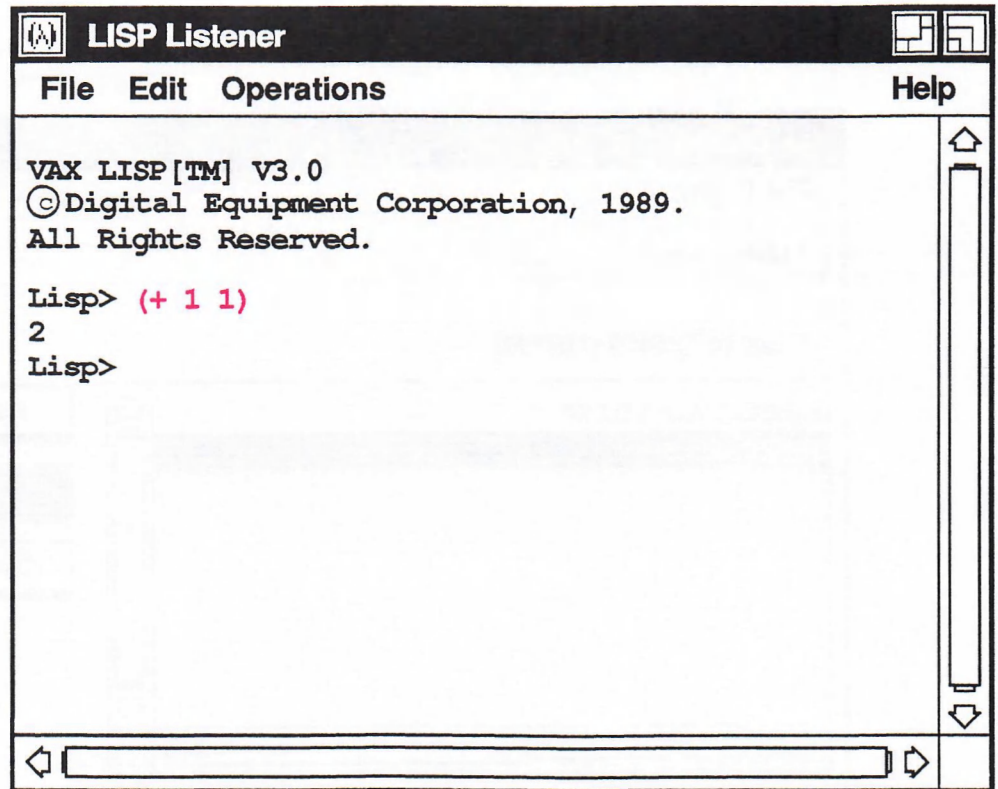 LISP Listener
File Edit Operations Help
VAX LISP[TM] V3.0
©Digital Equipment Corporation, 1989.
All Rights Reserved.
Lisp> (+ 1 1)
2
Lisp>